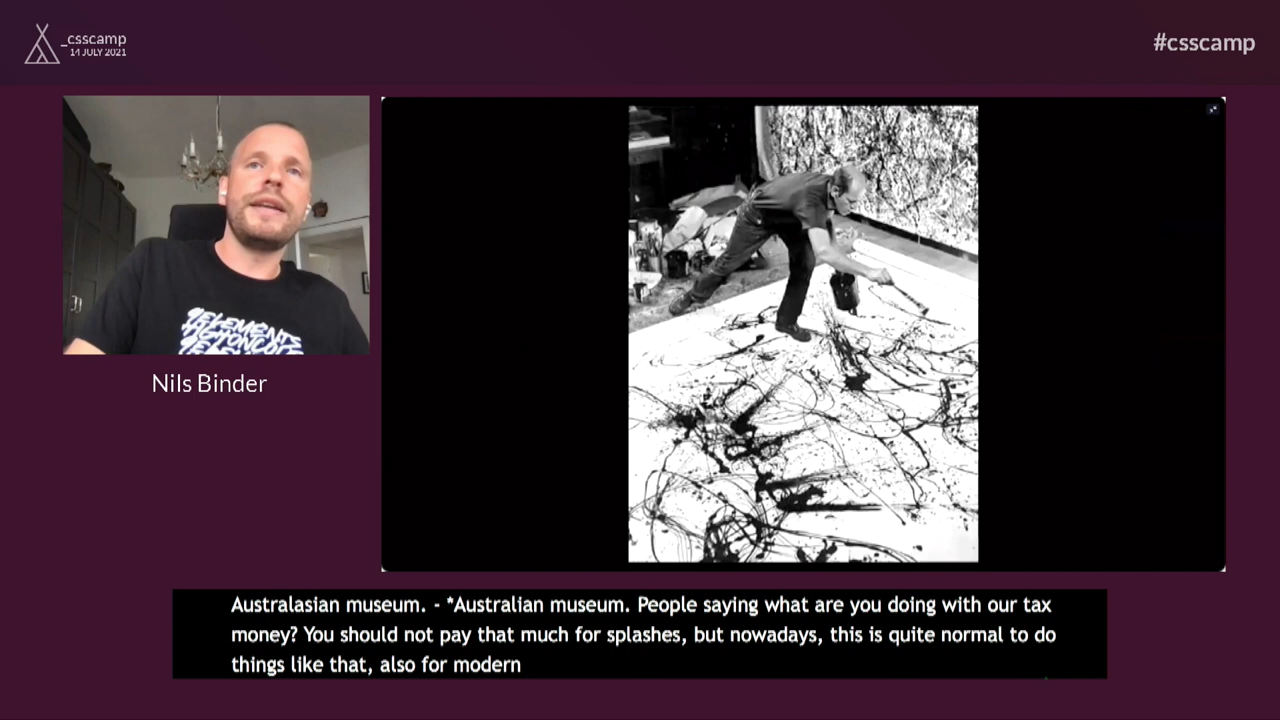 _csscamp
14 JULY 2021
#csscamp
Nils Binder
Australasian museum. - *Australian museum. People saying what are you doing with our tax
money? You should not pay that much for splashes, but nowadays, this is quite normal to do
things like that, also for modern